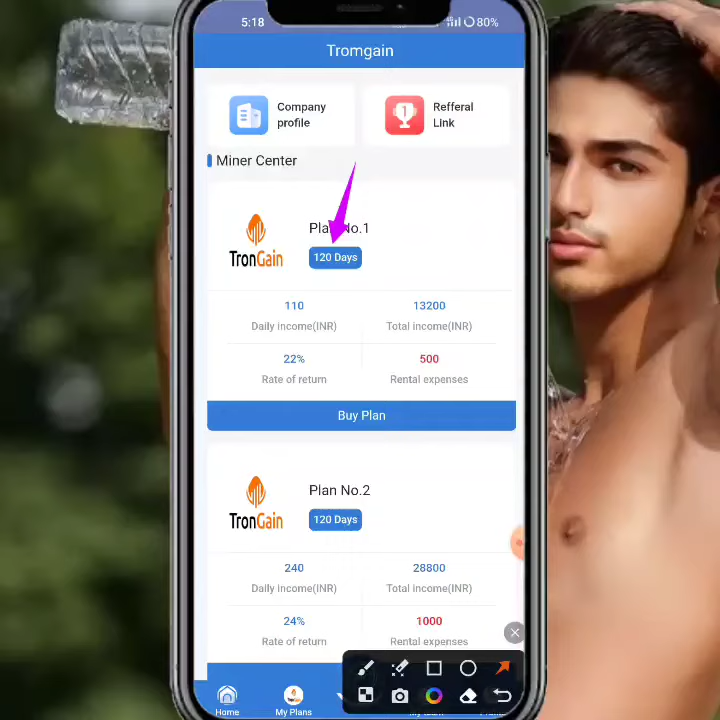 5:18
80%
Tromgain
Company
profile
Refferal
Link
Miner Center
Plan No.1
TronGain
120 Days
110
13200
Daily income(INR)
Total income(INR)
22%
500
Rate of return
Rental expenses
Buy Plan
Plan No.2
TronGain
120 Days
240
28800
Daily income(INR)
Total income(INR)
24%
1000
Rate of return
Rental expenses
Home
TronGain
My Plans